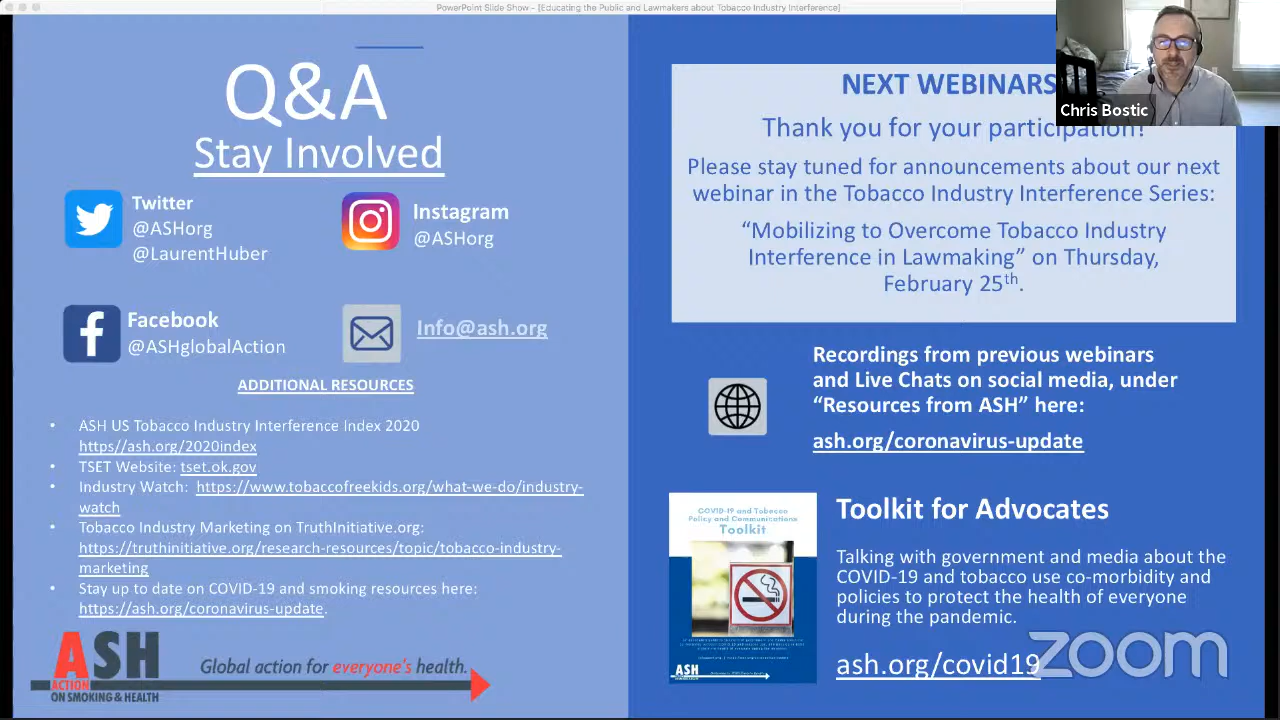 PowerPoint Slide Show - [Educating the Public and Lawmakers about Tobacco Industry Interference]
Q&A
Stay Involved
Twitter
@ASHorg
@LaurentHuber
Instagram
@ASHorg
Facebook
@ASHglobalAction
Info@ash.org
ADDITIONAL RESOURCES
• ASH US Tobacco Industry Interference Index 2020
https//ash.org/2020index
• TSET Website: tset.ok.gov
• Industry Watch: https://www.tobaccofreekids.org/what-we-do/industry-
watch
• Tobacco Industry Marketing on TruthInitiative.org:
https://truthinitiative.org/research-resources/topic/tobacco-industry-
marketing
• Stay up to date on COVID-19 and smoking resources here:
https://ash.org/coronavirus-update.
ASH
ACTION
ON SMOKING & HEALTH
Global action for everyone's health.
NEXT WEBINARS
Thank you for your participation!
Please stay tuned for announcements about our next
webinar in the Tobacco Industry Interference Series:
“Mobilizing to Overcome Tobacco Industry
Interference in Lawmaking” on Thursday,
February 25th.
Chris Bostic
Recordings from previous webinars
and Live Chats on social media, under
“Resources from ASH” here:
ash.org/coronavirus-update
COVID-19 and Tobacco
Policy and Communications
Toolkit
ASH
Toolkit for Advocates
Talking with government and media about the
COVID-19 and tobacco use co-morbidity and
policies to protect the health of everyone
during the pandemic.
ash.org/covid19
zoom